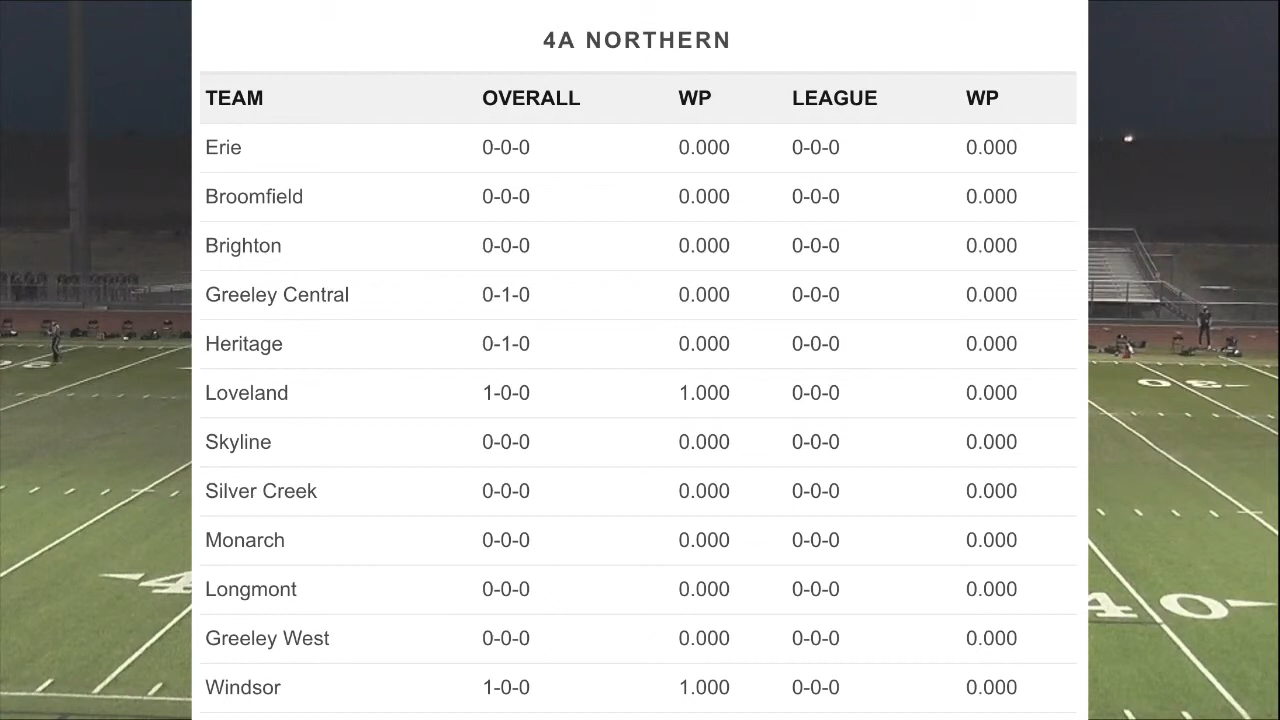 4A NORTHERN
TEAM OVERALL WP LEAGUE WP
Erie 0-0-0 0.000 0-0-0 0.000
Broomfield 0-0-0 0.000 0-0-0 0.000
Brighton 0-0-0 0.000 0-0-0 0.000
Greeley Central 0-1-0 0.000 0-0-0 0.000
Heritage 0-1-0 0.000 0-0-0 0.000
Loveland 1-0-0 1.000 0-0-0 0.000
Skyline 0-0-0 0.000 0-0-0 0.000
Silver Creek 0-0-0 0.000 0-0-0 0.000
Monarch 0-0-0 0.000 0-0-0 0.000
Longmont 0-0-0 0.000 0-0-0 0.000
Greeley West 0-0-0 0.000 0-0-0 0.000
Windsor 1-0-0 1.000 0-0-0 0.000
4
4 0